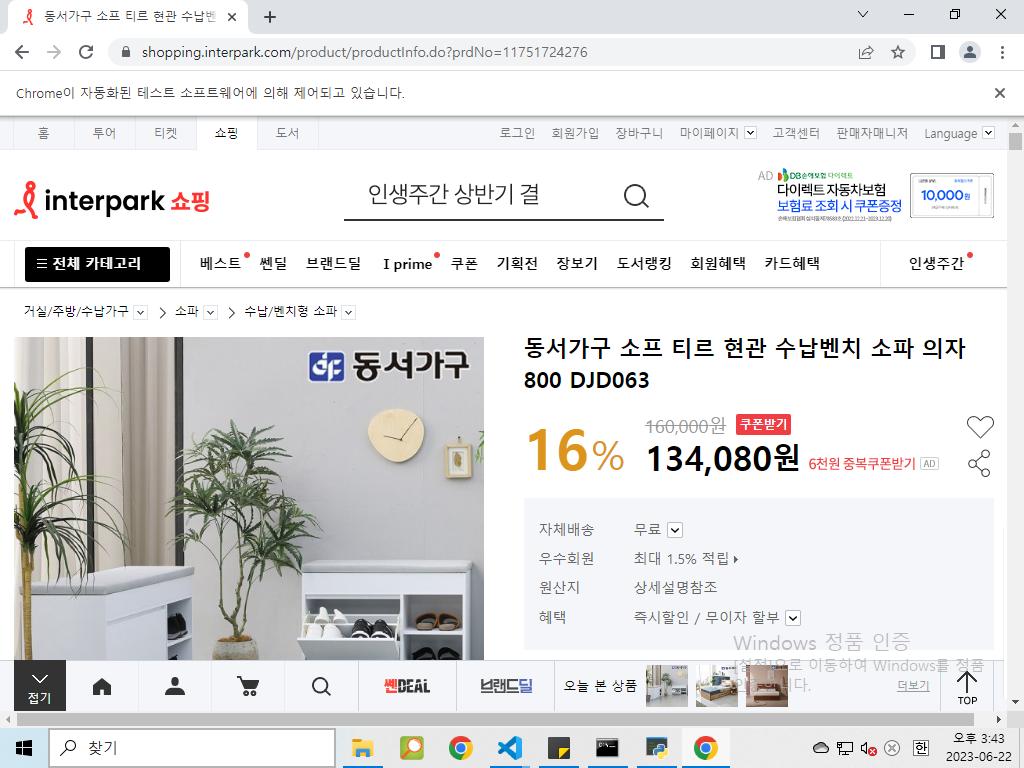 동서가구 소프 티르 현관 수납벤
shopping.interpark.com/product/productInfo.do?prdNo=11751724276
Chrome이 자동화된 테스트 소프트웨어에 의해 제어되고 있습니다.
홈 투어 티켓 쇼핑 도서 로그인 회원가입 장바구니 마이페이지 고객센터 판매자매니저 Language
interpark 쇼핑
인생주간 상반기 결
AD DB손해보험 다이렉트
다이렉트 자동차보험
보험료 조회 시 쿠폰증정
10,000원
전체 카테고리 베스트 쎈딜 브랜드딜 I prime 쿠폰 기획전 장보기 도서랭킹 회원혜택 카드혜택 인생주간
거실/주방/수납가구 소파 수납/벤치형 소파
동서가구
동서가구 소프 티르 현관 수납벤치 소파 의자
800 DJD063
16%
160,000원 쿠폰받기
134,080원 6천원 중복쿠폰받기 AD
자체배송 무료
우수회원 최대 1.5% 적립
원산지 상세설명참조
혜택 즉시할인 / 무이자 할부
Windows 정품 인증
[설정]으로 이동하여 Windows를 정품
접기 쎈DEAL 브랜드딜 오늘 본 상품 더보기 TOP
찾기
한
오후 3:43
2023-06-22